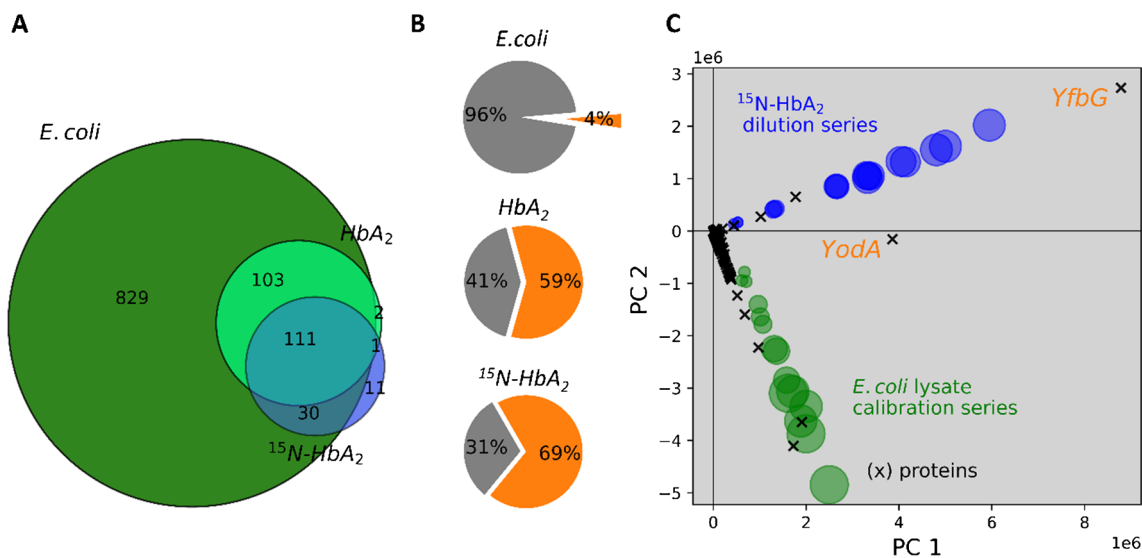 A
E. coli
HbA₂
829
103
2
111
1
11
30
¹⁵N-HbA₂
B
E.coli
96%
4%
HbA₂
41%
59%
¹⁵N-HbA₂
31%
69%
C
1e6
3
2
1
0
−1
−2
−3
−4
−5
PC 2
¹⁵N-HbA₂
dilution series
YfbG
YodA
E. coli lysate
calibration series
(x) proteins
0
2
4
6
8
PC 1
1e6